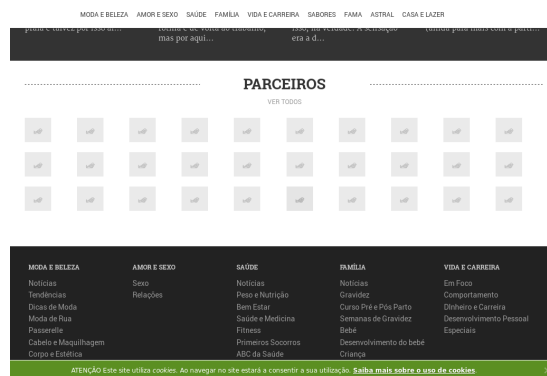 MODA E BELEZA AMOR E SEXO SAÚDE FAMÍLIA VIDA E CARREIRA SABORES FAMA ASTRAL CASA E LAZER
mas por aqui...
era a d...
PARCEIROS
VER TODOS
MODA E BELEZA
Notícias
Tendências
Dicas de Moda
Moda de Rua
Passerelle
Cabelo e Maquilhagem
Corpo e Estética
AMOR E SEXO
Sexo
Relações
SAÚDE
Notícias
Peso e Nutrição
Bem Estar
Saúde e Medicina
Fitness
Primeiros Socorros
ABC da Saúde
FAMÍLIA
Notícias
Gravidez
Curso Pré e Pós Parto
Semanas de Gravidez
Bebé
Desenvolvimento do bebé
Criança
VIDA E CARREIRA
Em Foco
Comportamento
Dinheiro e Carreira
Desenvolvimento Pessoal
Especiais
ATENÇÃO Este site utiliza cookies. Ao navegar no site estará a consentir a sua utilização. Saiba mais sobre o uso de cookies.